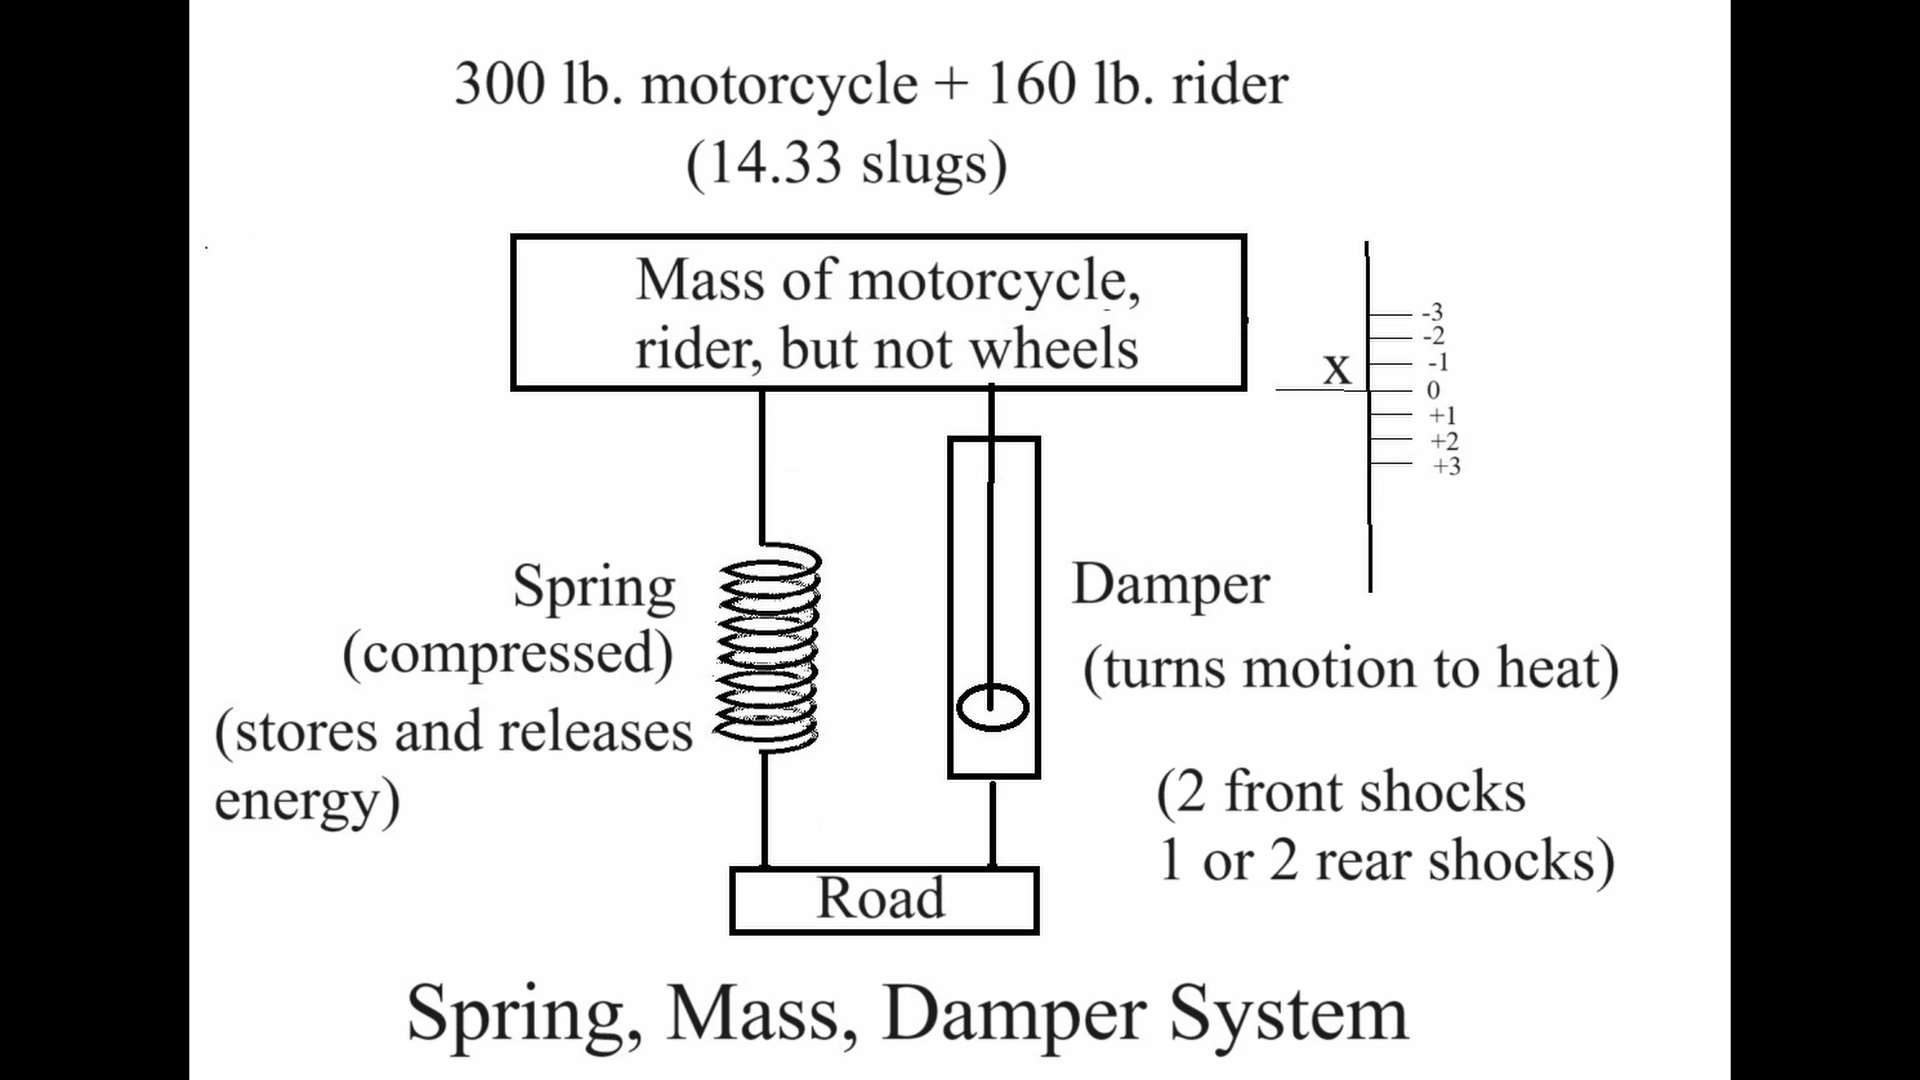 300 lb. motorcycle + 160 lb. rider
(14.33 slugs)
Mass of motorcycle,
rider, but not wheels
X
-3
-2
-1
0
+1
+2
+3
Spring
(compressed)
(stores and releases
energy)
Damper
(turns motion to heat)
(2 front shocks
1 or 2 rear shocks)
Road
Spring, Mass, Damper System